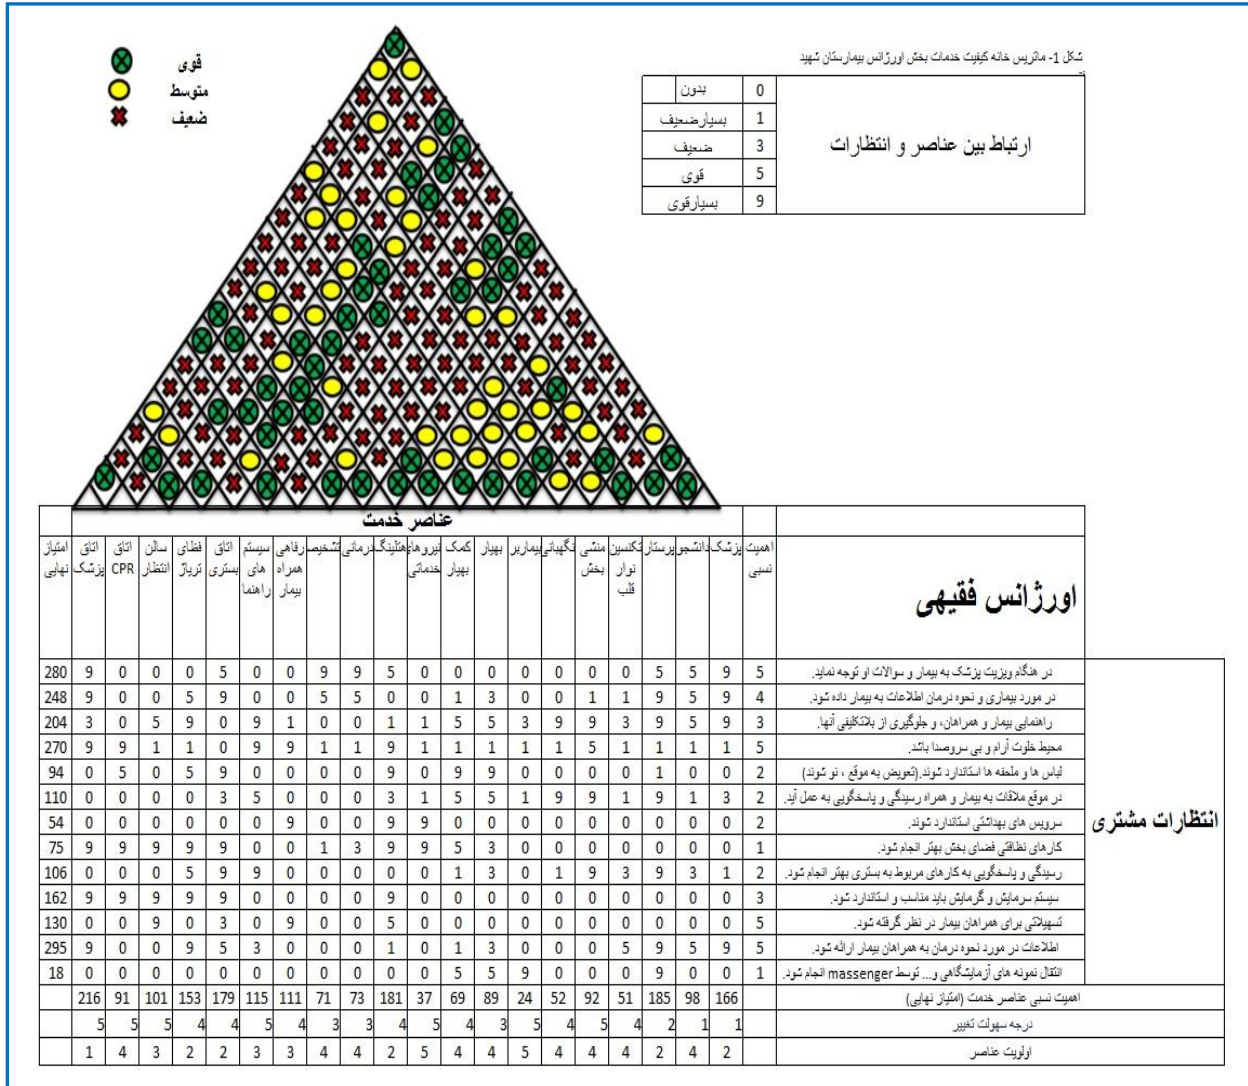 شکل 1- ماتریس خانه کیفیت خدمات بخش اورژانس بیمارستان شهید
قوی
متوسط
ضعیف
ارتباط بین عناصر و انتظارات
0 بدون
1 بسیارضعیف
3 ضعیف
5 قوی
9 بسیارقوی
عناصر خدمت
اورژانس فقیهی
اهمیت نسبی
پزشک
دانشجو
پرستار
تکنسین نوار قلب
منشی بخش
نگهبانی
بیماربر
بهیار
کمک بهیار
نیروهای خدماتی
هتلینگ
درمانی
تشخیصی
رفاهی همراه بیمار
سیستم های راهنما
اتاق بستری
فظای تریاژ
سالن انتظار
اتاق CPR
اتاق پزشک
امتیاز نهایی
انتظارات مشتری
در هنگام ویزیت پزشک به بیمار و سوالات او توجه نماید. 5 9 5 5 0 0 0 0 0 0 0 5 9 9 0 0 5 0 0 0 9 280
در مورد بیماری و نحوه درمان اطلاعات به بیمار داده شود. 4 9 5 9 1 1 0 0 3 1 0 0 5 5 0 0 9 5 0 0 9 248
راهنمایی بیمار و همراهان، و جلوگیری از بلاتکلیفی آنها. 3 9 5 9 3 9 9 3 5 5 1 1 0 0 1 9 0 9 5 0 3 204
محیط خلوت آرام و بی سروصدا باشد. 5 1 1 1 1 5 1 1 1 1 1 9 1 1 9 9 0 1 1 9 9 270
لباس ها و ملحفه ها استاندارد شوند.(تعویض به موقع ، نو شوند) 2 0 0 1 0 0 0 0 9 9 0 9 0 0 0 0 9 5 0 5 0 94
در موقع ملاقات به بیمار و همراه رسیدگی و پاسخگویی به عمل آید. 2 3 1 9 1 9 9 1 5 5 1 3 0 0 0 5 3 0 0 0 0 110
سرویس های بهداشتی استاندارد شوند. 2 0 0 0 0 0 0 0 0 0 9 9 0 0 9 0 0 0 0 0 0 54
کارهای نظافتی فضای بخش بهتر انجام شود. 1 0 0 0 0 0 0 0 3 5 9 9 3 1 0 0 9 9 9 9 9 75
رسیدگی و پاسخگویی به کارهای مربوط به بستری بهتر انجام شود. 2 1 3 9 3 9 1 0 3 1 0 0 0 0 0 9 9 5 0 0 0 106
سیستم سرمایش و گرمایش باید مناسب و استاندارد شود. 3 0 0 0 0 0 0 0 0 0 0 9 0 0 0 0 9 9 9 9 9 162
تسهیلاتی برای همراهان بیمار در نظر گرفته شود. 5 0 0 0 0 0 0 0 0 0 0 5 0 0 9 0 3 0 9 0 0 130
اطلاعات در مورد نحوه درمان به همراهان بیمار ارائه شود. 5 9 5 9 5 0 0 0 3 1 0 1 0 0 0 3 5 9 0 0 9 295
انتقال نمونه های آزمایشگاهی و... توسط massenger انجام شود. 1 0 0 9 0 0 0 9 5 5 0 0 0 0 0 0 0 0 0 0 0 18
اهمیت نسبی عناصر خدمت (امتیاز نهایی) 166 98 185 51 92 52 24 89 69 37 181 73 71 111 115 179 153 101 91 216
درجه سهولت تغییر 1 1 2 4 5 4 5 3 4 5 4 3 3 4 5 4 4 5 5 5
اولویت عناصر 2 4 2 4 4 4 5 4 4 5 2 4 4 3 3 2 2 3 4 1